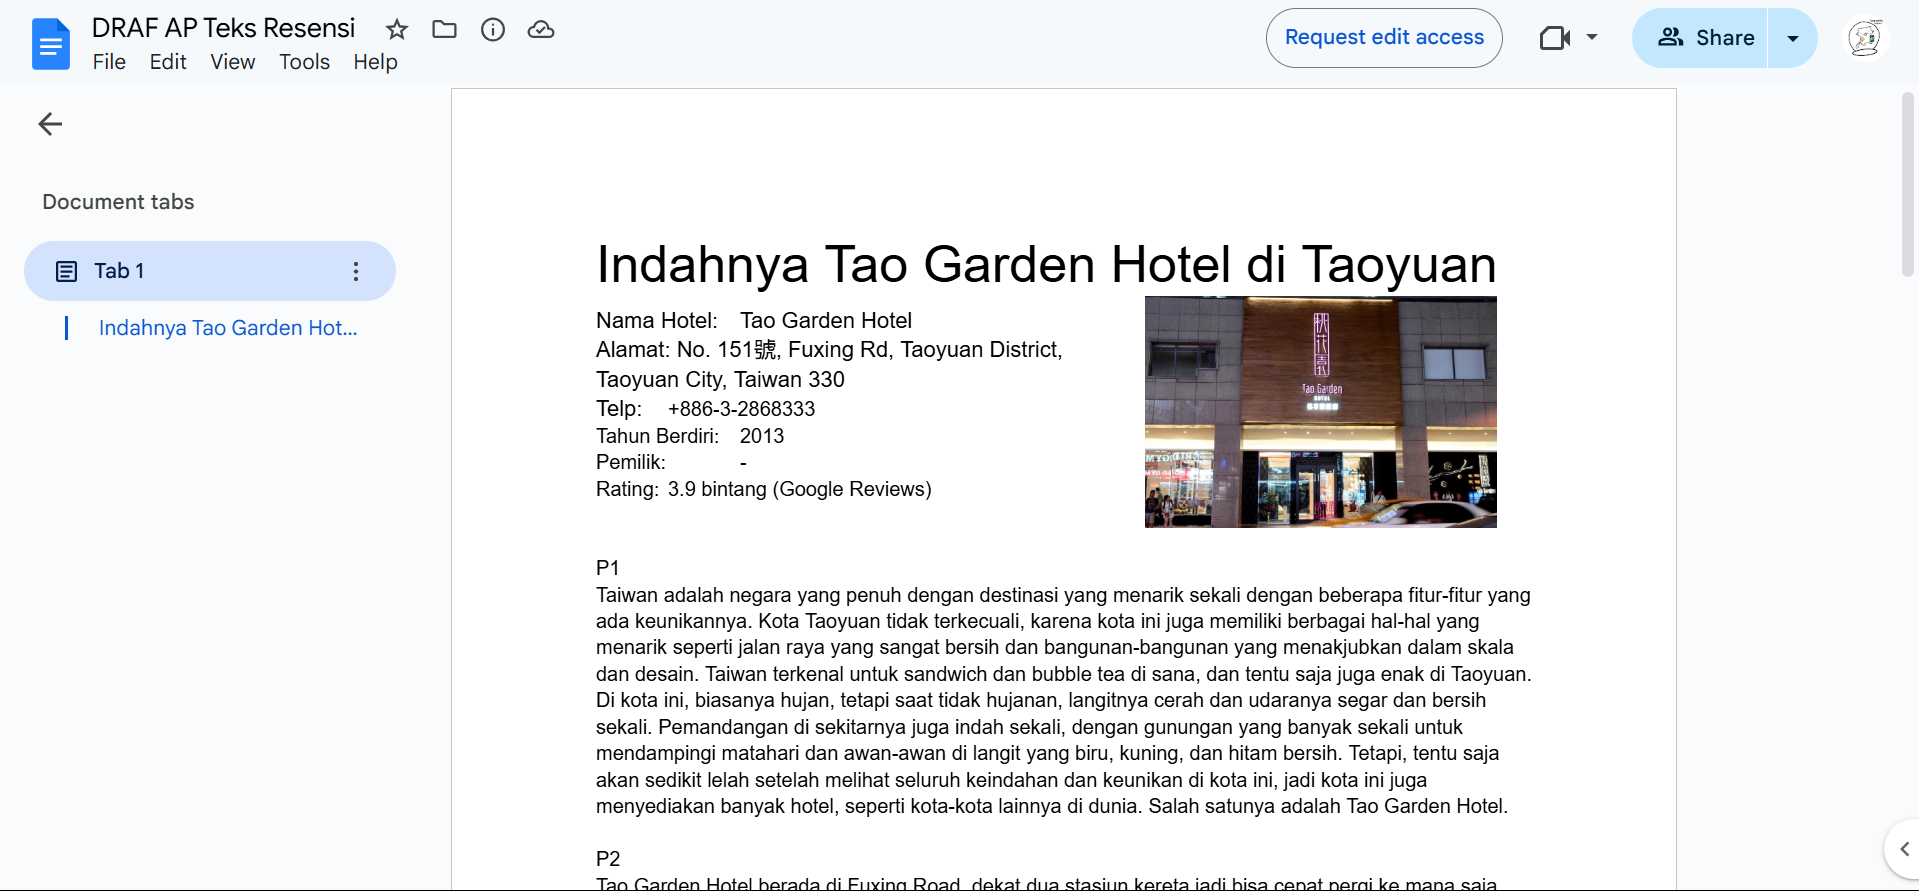 DRAF AP Teks Resensi
File Edit View Tools Help
Request edit access
Share
Document tabs
Tab 1
Indahnya Tao Garden Hot...
Indahnya Tao Garden Hotel di Taoyuan
Nama Hotel: Tao Garden Hotel
Alamat: No. 151號, Fuxing Rd, Taoyuan District,
Taoyuan City, Taiwan 330
Telp: +886-3-2868333
Tahun Berdiri: 2013
Pemilik: -
Rating: 3.9 bintang (Google Reviews)
桃花園
Tao Garden
HOTEL
P1
Taiwan adalah negara yang penuh dengan destinasi yang menarik sekali dengan beberapa fitur-fitur yang
ada keunikannya. Kota Taoyuan tidak terkecuali, karena kota ini juga memiliki berbagai hal-hal yang
menarik seperti jalan raya yang sangat bersih dan bangunan-bangunan yang menakjubkan dalam skala
dan desain. Taiwan terkenal untuk sandwich dan bubble tea di sana, dan tentu saja juga enak di Taoyuan.
Di kota ini, biasanya hujan, tetapi saat tidak hujanan, langitnya cerah dan udaranya segar dan bersih
sekali. Pemandangan di sekitarnya juga indah sekali, dengan gunungan yang banyak sekali untuk
mendampingi matahari dan awan-awan di langit yang biru, kuning, dan hitam bersih. Tetapi, tentu saja
akan sedikit lelah setelah melihat seluruh keindahan dan keunikan di kota ini, jadi kota ini juga
menyediakan banyak hotel, seperti kota-kota lainnya di dunia. Salah satunya adalah Tao Garden Hotel.
P2
Tao Garden Hotel berada di Fuxing Road, dekat dua stasiun kereta jadi bisa cepat pergi ke mana saja